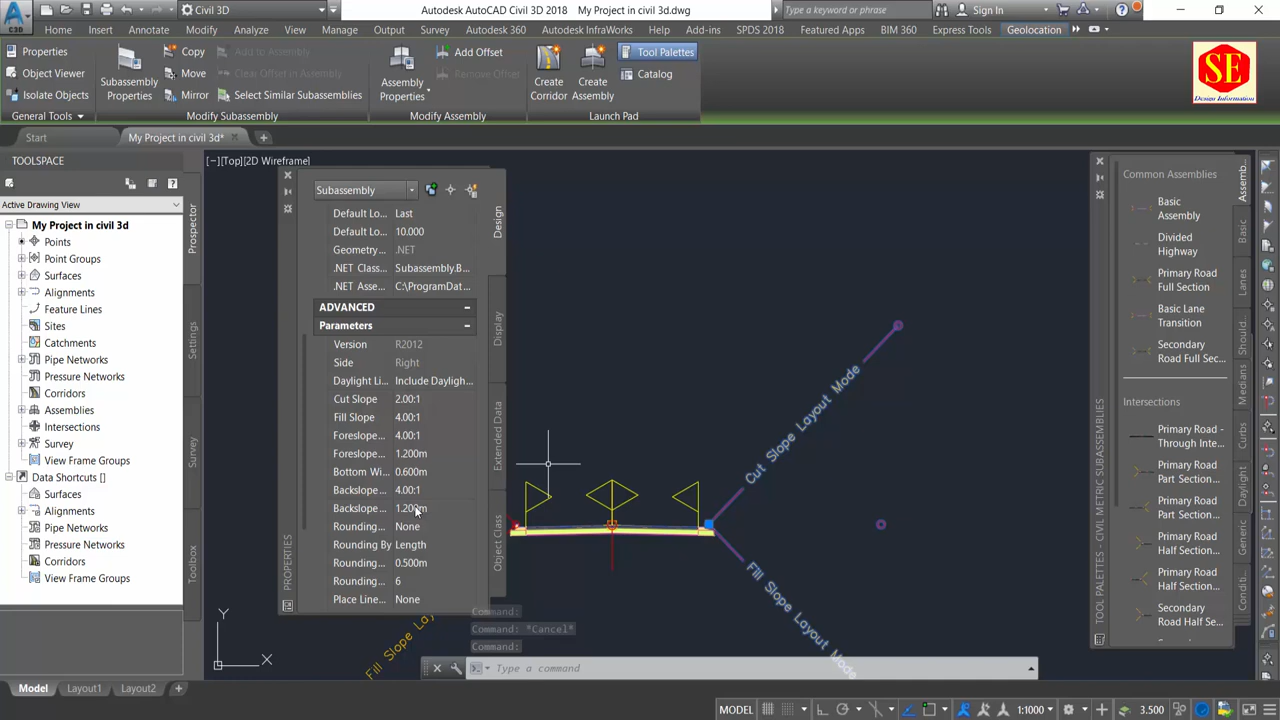 Civil 3D
Autodesk AutoCAD Civil 3D 2018 My Project in civil 3d.dwg
Type a keyword or phrase
Sign In
A
C3D
Home Insert Annotate Modify Analyze View Manage Output Survey Autodesk 360 Autodesk InfraWorks Help Add-ins SPDS 2018 Featured Apps BIM 360 Express Tools Geolocation
Properties
Object Viewer
Isolate Objects
General Tools
Subassembly
Properties
Copy
Move
Mirror
Add to Assembly
Clear Offset in Assembly
Select Similar Subassemblies
Modify Subassembly
Assembly
Properties
Add Offset
Remove Offset
Modify Assembly
Create
Corridor
Create
Assembly
Tool Palettes
Catalog
Launch Pad
SE
Design Information
Start
My Project in civil 3d*
TOOLSPACE
Active Drawing View
My Project in civil 3d
Points
Point Groups
Surfaces
Alignments
Feature Lines
Sites
Catchments
Pipe Networks
Pressure Networks
Corridors
Assemblies
Intersections
Survey
View Frame Groups
Data Shortcuts []
Surfaces
Alignments
Pipe Networks
Pressure Networks
Corridors
View Frame Groups
Prospector
Settings
Survey
Toolbox
[−][Top][2D Wireframe]
Subassembly
Default Lo... Last
Default Lo... 10.000
Geometry... .NET
.NET Class... Subassembly.B...
.NET Asse... C:\ProgramDat...
ADVANCED
Parameters
Version R2012
Side Right
Daylight Li... Include Dayligh...
Cut Slope 2.00:1
Fill Slope 4.00:1
Foreslope... 4.00:1
Foreslope... 1.200m
Bottom Wi... 0.600m
Backslope... 4.00:1
Backslope... 1.200m
Rounding... None
Rounding By Length
Rounding... 0.500m
Rounding... 6
Place Line... None
PROPERTIES
Design
Display
Extended Data
Object Class
Cut Slope Layout Mode
Fill Slope Layout Mode
Fill Slope Lay
Command:
Command: *Cancel*
Command:
Type a command
Y
X
Common Assemblies
Basic
Assembly
Divided
Highway
Primary Road
Full Section
Basic Lane
Transition
Secondary
Road Full Sec...
Intersections
Primary Road -
Through Inte...
Primary Road
Part Section...
Primary Road
Part Section...
Primary Road
Half Section...
Primary Road
Half Section...
Secondary
Road Half Se...
TOOL PALETTES - CIVIL METRIC SUBASSEMBLIES
Assemb...
Basic
Lanes
Should...
Medians
Curbs
Daylight
Generic
Conditi...
Model Layout1 Layout2 +
MODEL
1:1000
3.500